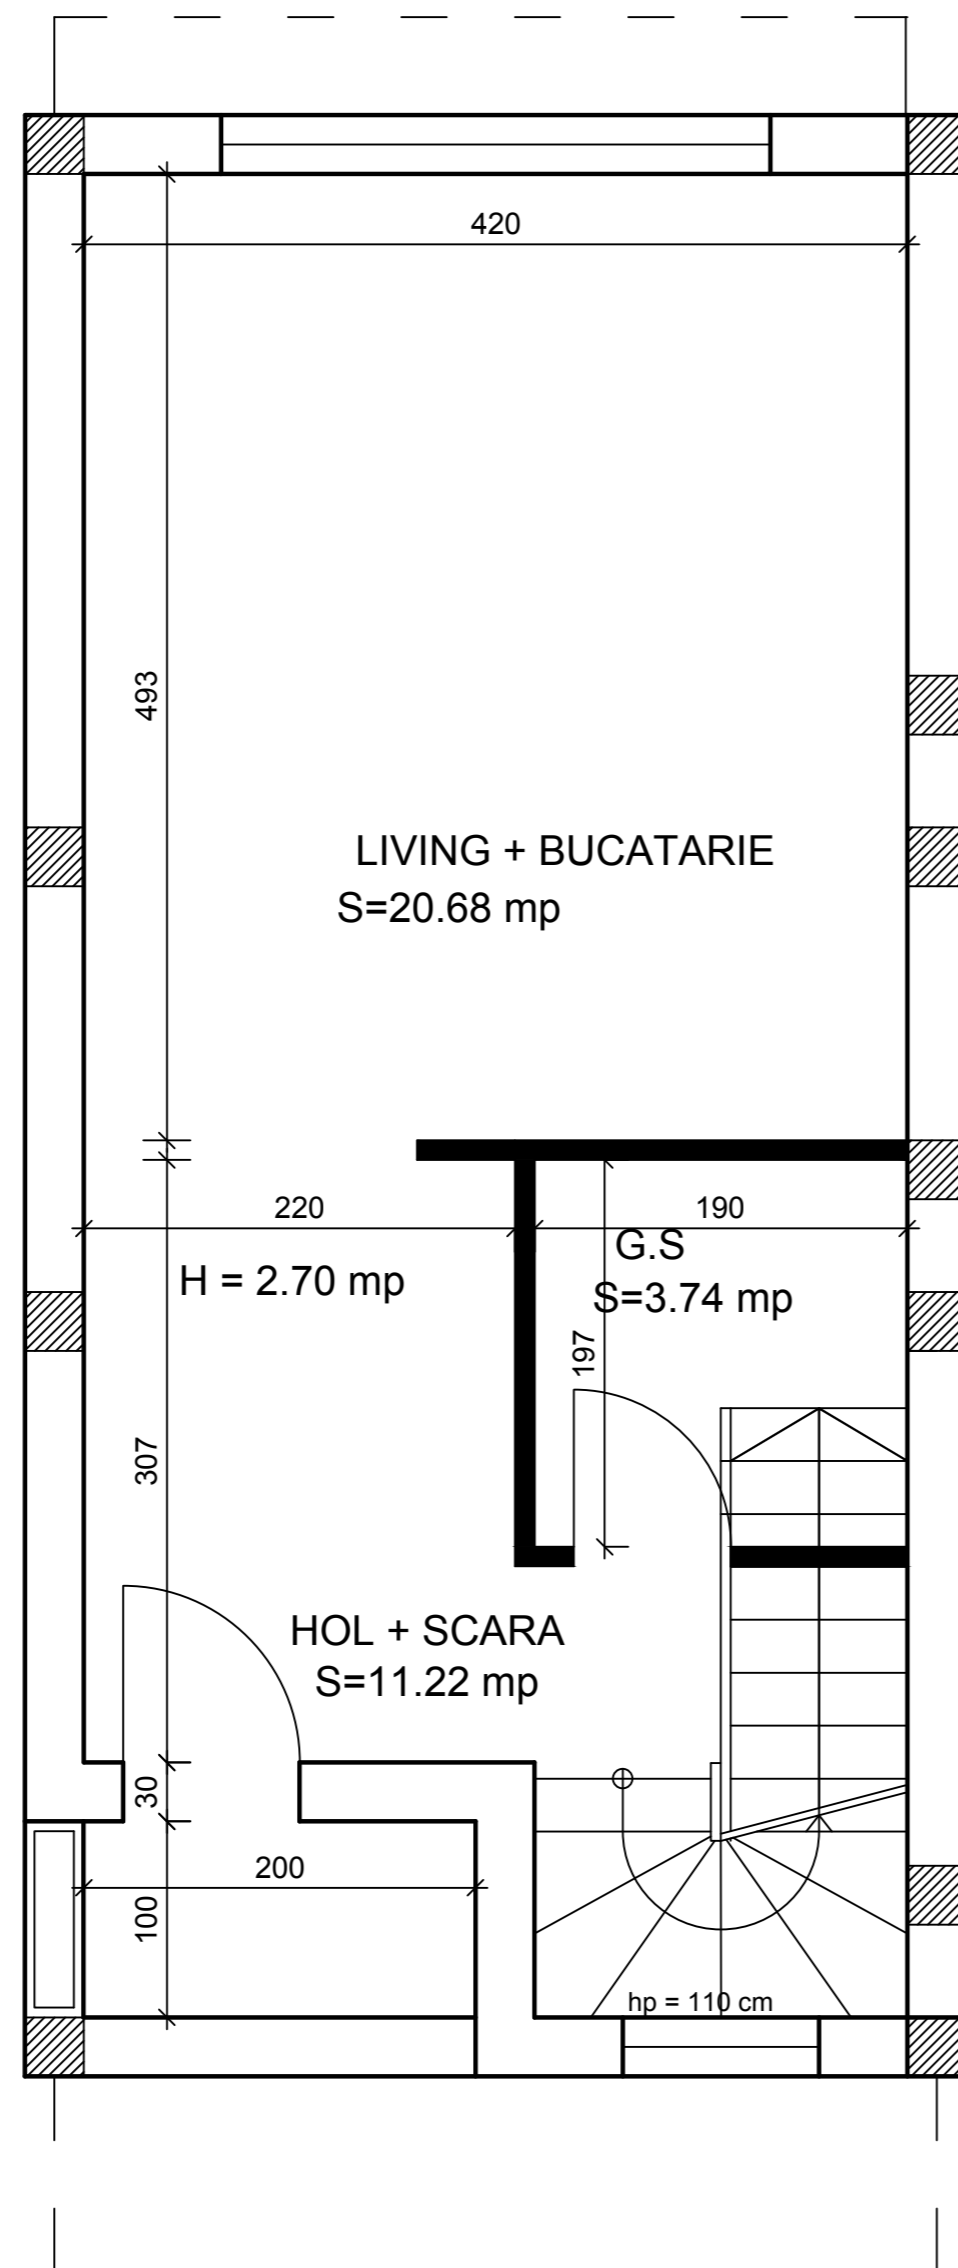 420
493
LIVING + BUCATARIE
S=20.68 mp
220
190
G.S
H = 2.70 mp
S=3.74 mp
197
307
HOL + SCARA
S=11.22 mp
30
200
100
hp = 110 cm